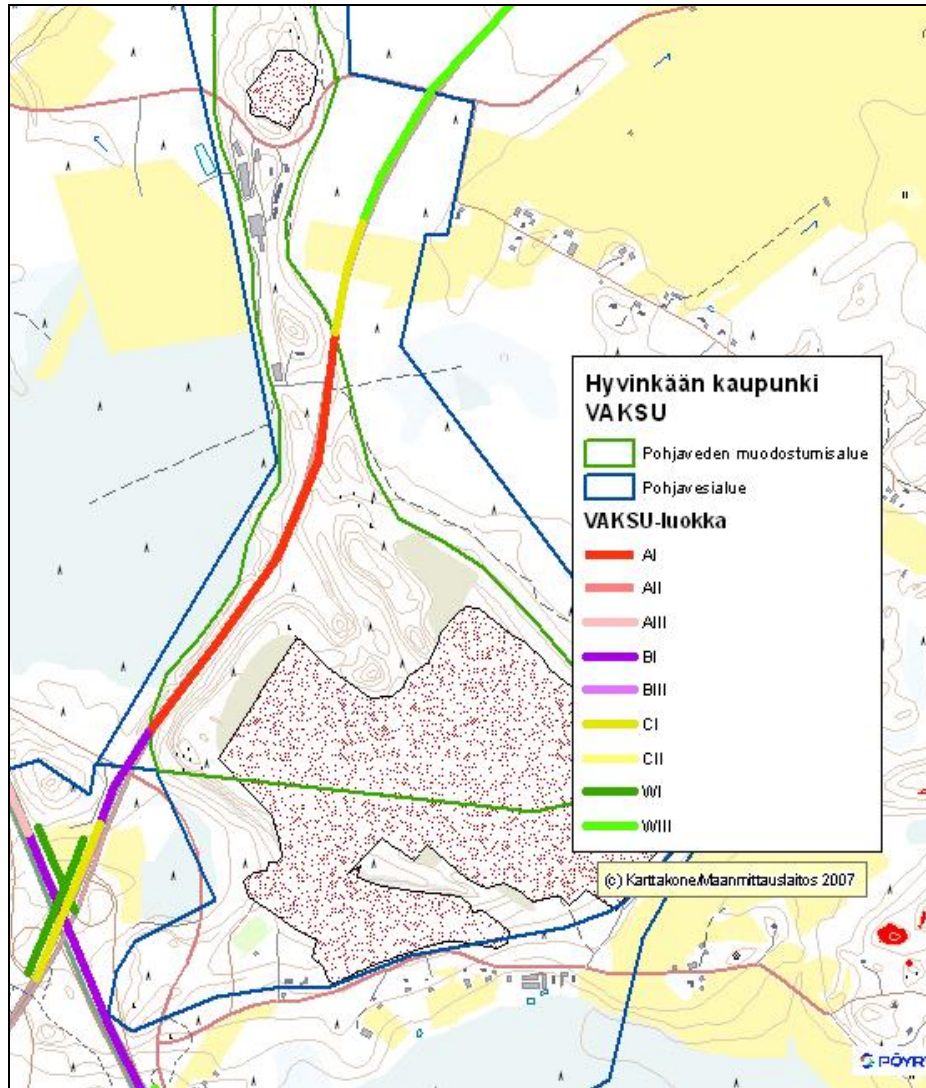 Hyvinkään kaupunki
VAKSU
Pohjaveden muodostumisalue
Pohjavesialue
VAKSU-luokka
AI
AII
AIII
BI
BIII
CI
CII
WI
WIII
(c) Karttakone/Maanmittauslaitos 2007
PÖYRY